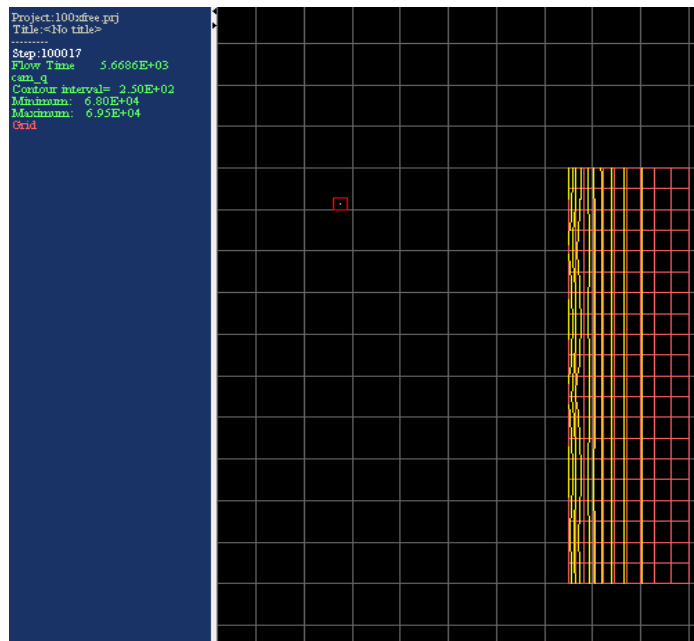 Project:100xfree.prj
Title:<No title>
---------
Step:100017
Flow Time 5.6686E+03
cam_q
Contour interval= 2.50E+02
Minimum: 6.80E+04
Maximum: 6.95E+04
Grid